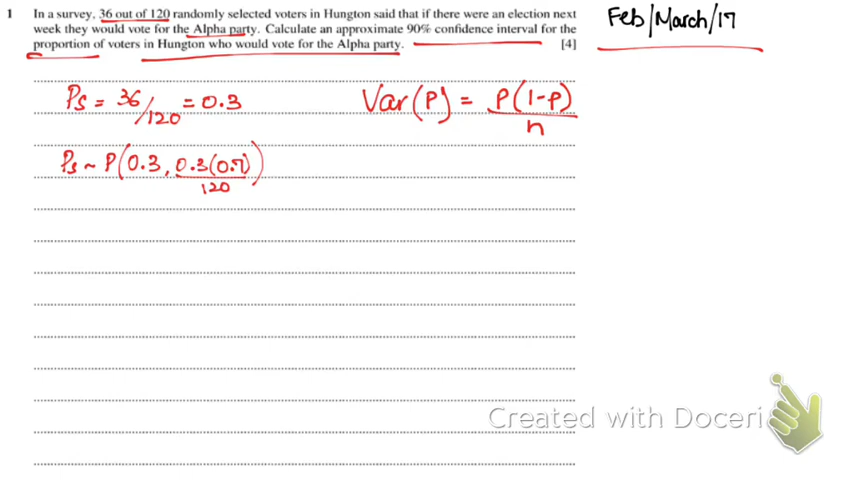 1 In a survey, 36 out of 120 randomly selected voters in Hungton said that if there were an election next
week they would vote for the Alpha party. Calculate an approximate 90% confidence interval for the
proportion of voters in Hungton who would vote for the Alpha party. [4]
Feb/March/17
Ps = 36/120 = 0.3
Var(P) = P(1-P)/n
Ps ~ P(0.3, 0.3(0.7)/120)
Created with Doceri